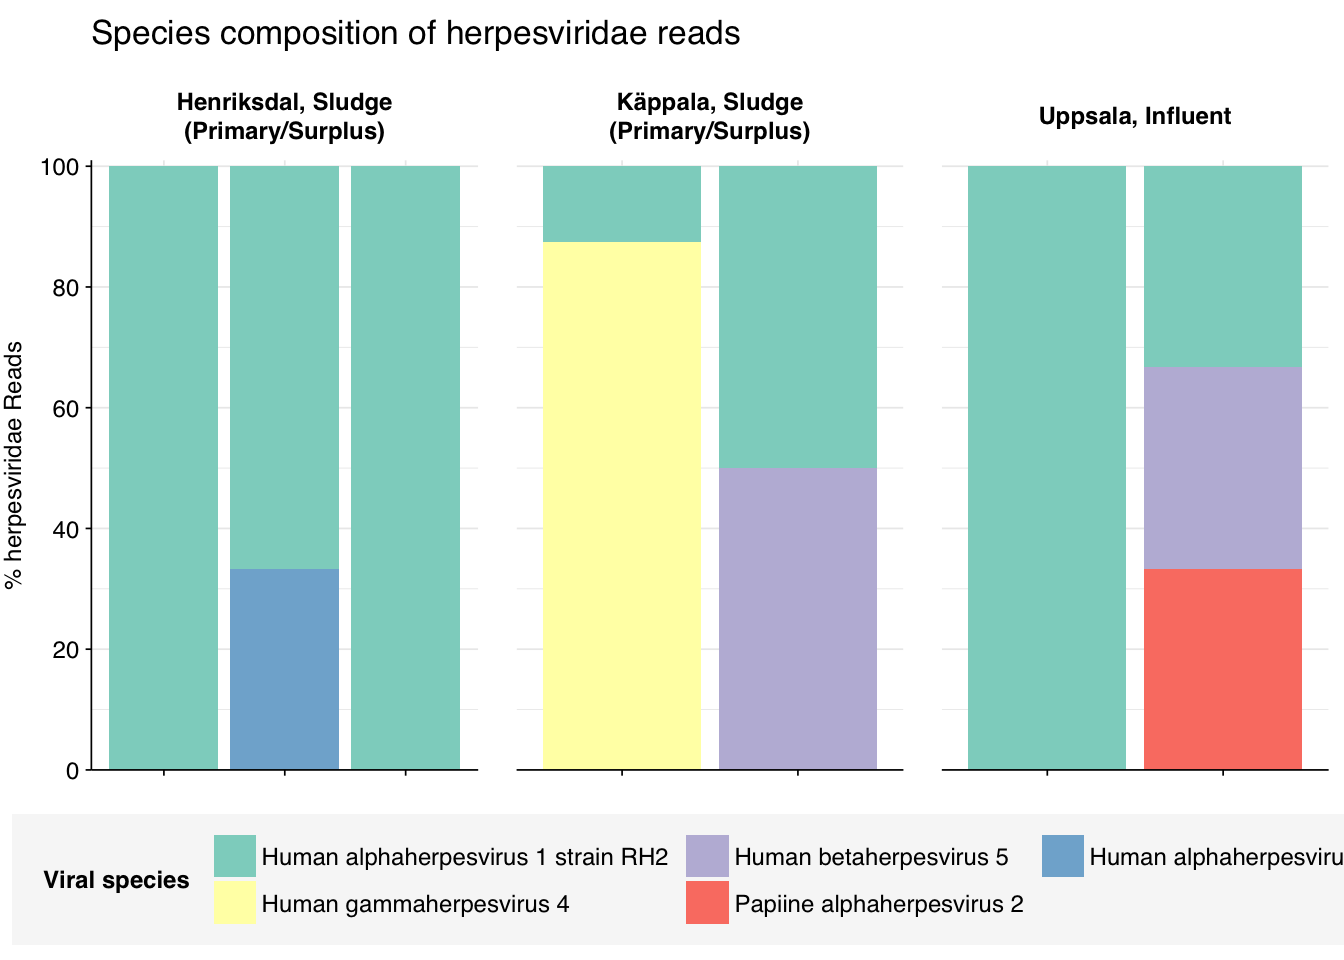 Species composition of herpesviridae reads
Henriksdal, Sludge
(Primary/Surplus)
Käppala, Sludge
(Primary/Surplus)
Uppsala, Influent
100
80
60
40
20
0
% herpesviridae Reads
Viral species
Human alphaherpesvirus 1 strain RH2
Human betaherpesvirus 5
Human alphaherpesviru
Human gammaherpesvirus 4
Papiine alphaherpesvirus 2